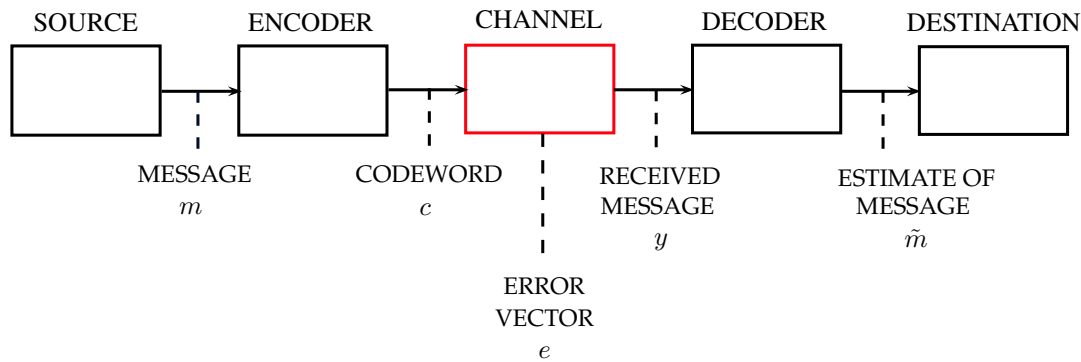 SOURCE
ENCODER
CHANNEL
DECODER
DESTINATION
MESSAGE
m
CODEWORD
c
RECEIVED
MESSAGE
y
ESTIMATE OF
MESSAGE
m̃
ERROR
VECTOR
e